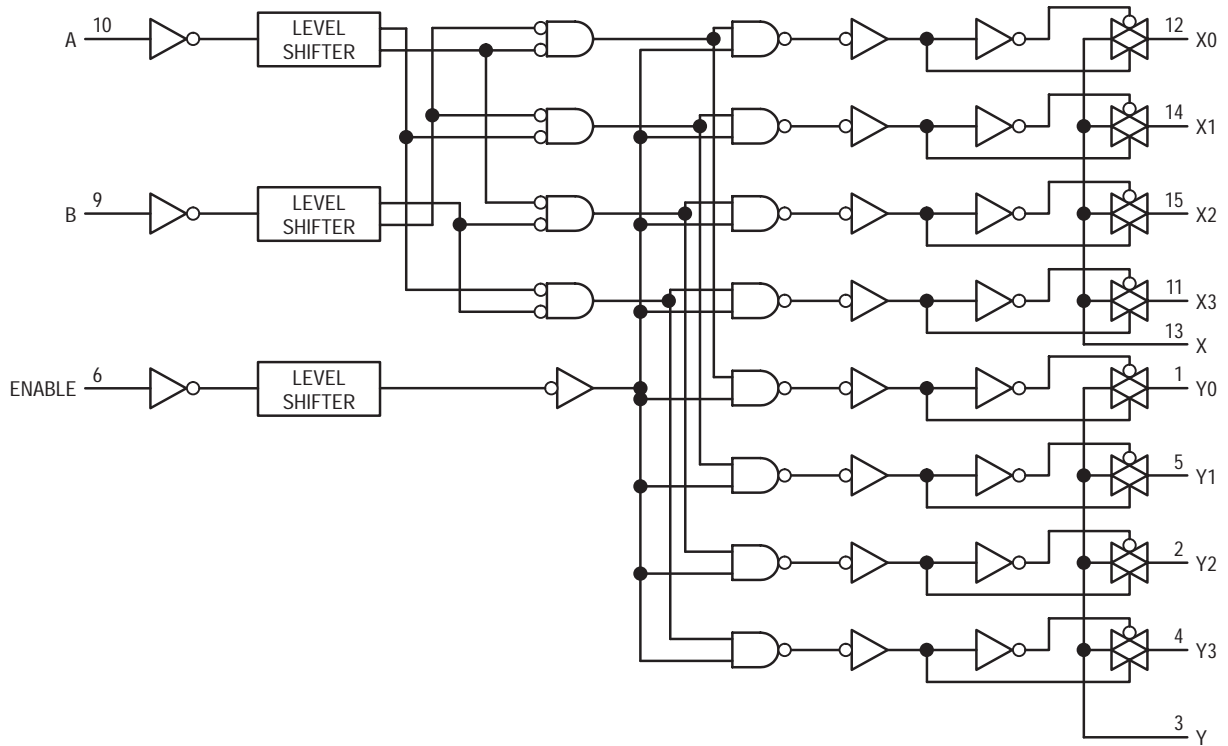 A 10 LEVEL SHIFTER 12 X0
14 X1
B 9 LEVEL SHIFTER 15 X2
11 X3
13 X
ENABLE 6 LEVEL SHIFTER 1 Y0
5 Y1
2 Y2
4 Y3
3 Y